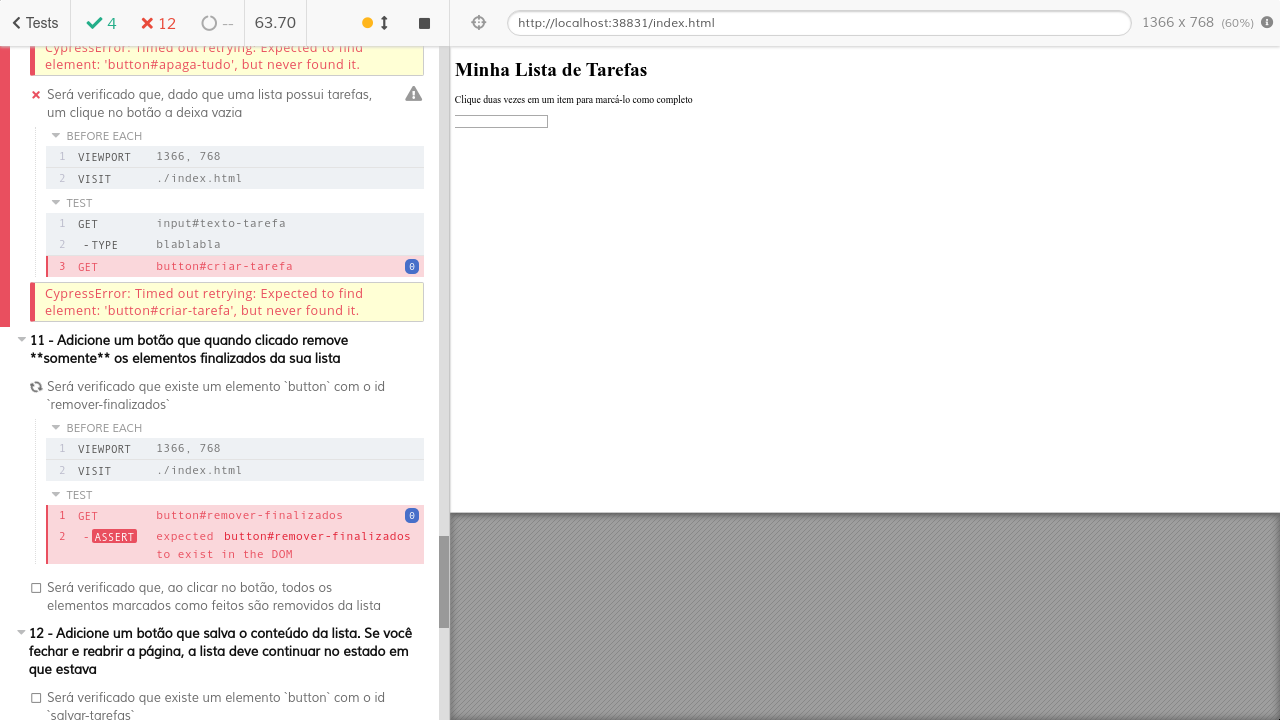 Tests
4
12
--
63.70
http://localhost:38831/index.html
1366 x 768 (60%)
CypressError: Timed out retrying: Expected to find
element: 'button#apaga-tudo', but never found it.
Será verificado que, dado que uma lista possui tarefas,
um clique no botão a deixa vazia
BEFORE EACH
1 VIEWPORT 1366, 768
2 VISIT ./index.html
TEST
1 GET input#texto-tarefa
2 -TYPE blablabla
3 GET button#criar-tarefa 0
CypressError: Timed out retrying: Expected to find
element: 'button#criar-tarefa', but never found it.
11 - Adicione um botão que quando clicado remove
**somente** os elementos finalizados da sua lista
Será verificado que existe um elemento `button` com o id
`remover-finalizados`
BEFORE EACH
1 VIEWPORT 1366, 768
2 VISIT ./index.html
TEST
1 GET button#remover-finalizados 0
2 -ASSERT expected button#remover-finalizados
to exist in the DOM
Será verificado que, ao clicar no botão, todos os
elementos marcados como feitos são removidos da lista
12 - Adicione um botão que salva o conteúdo da lista. Se você
fechar e reabrir a página, a lista deve continuar no estado em
que estava
Será verificado que existe um elemento `button` com o id
`salvar-tarefas`
Minha Lista de Tarefas
Clique duas vezes em um item para marcá-lo como completo